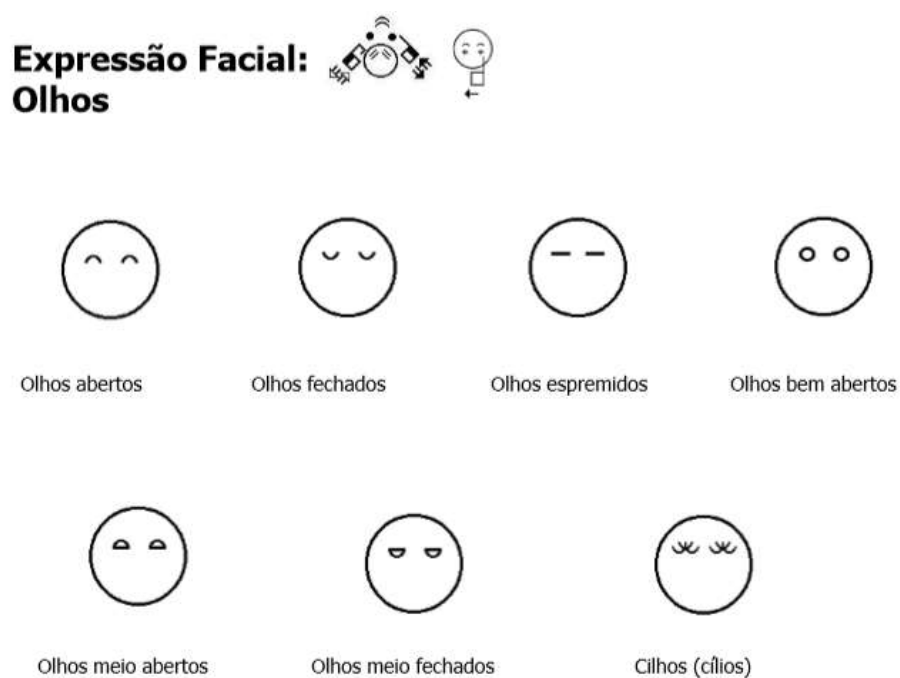 Expressão Facial:
Olhos
Olhos abertos
Olhos fechados
Olhos espremidos
Olhos bem abertos
Olhos meio abertos
Olhos meio fechados
Cilhos (cílios)